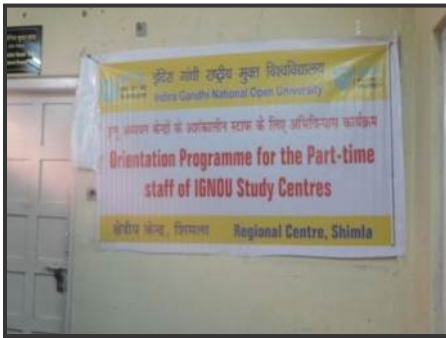 इंदिरा गांधी राष्ट्रीय मुक्त विश्वविद्यालय
Indira Gandhi National Open University
इग्नू अध्ययन केन्द्रों के अंशकालीन स्टाफ के लिए अभिविन्यास कार्यक्रम
Orientation Programme for the Part-time
staff of IGNOU Study Centres
क्षेत्रीय केन्द्र, शिमला Regional Centre, Shimla